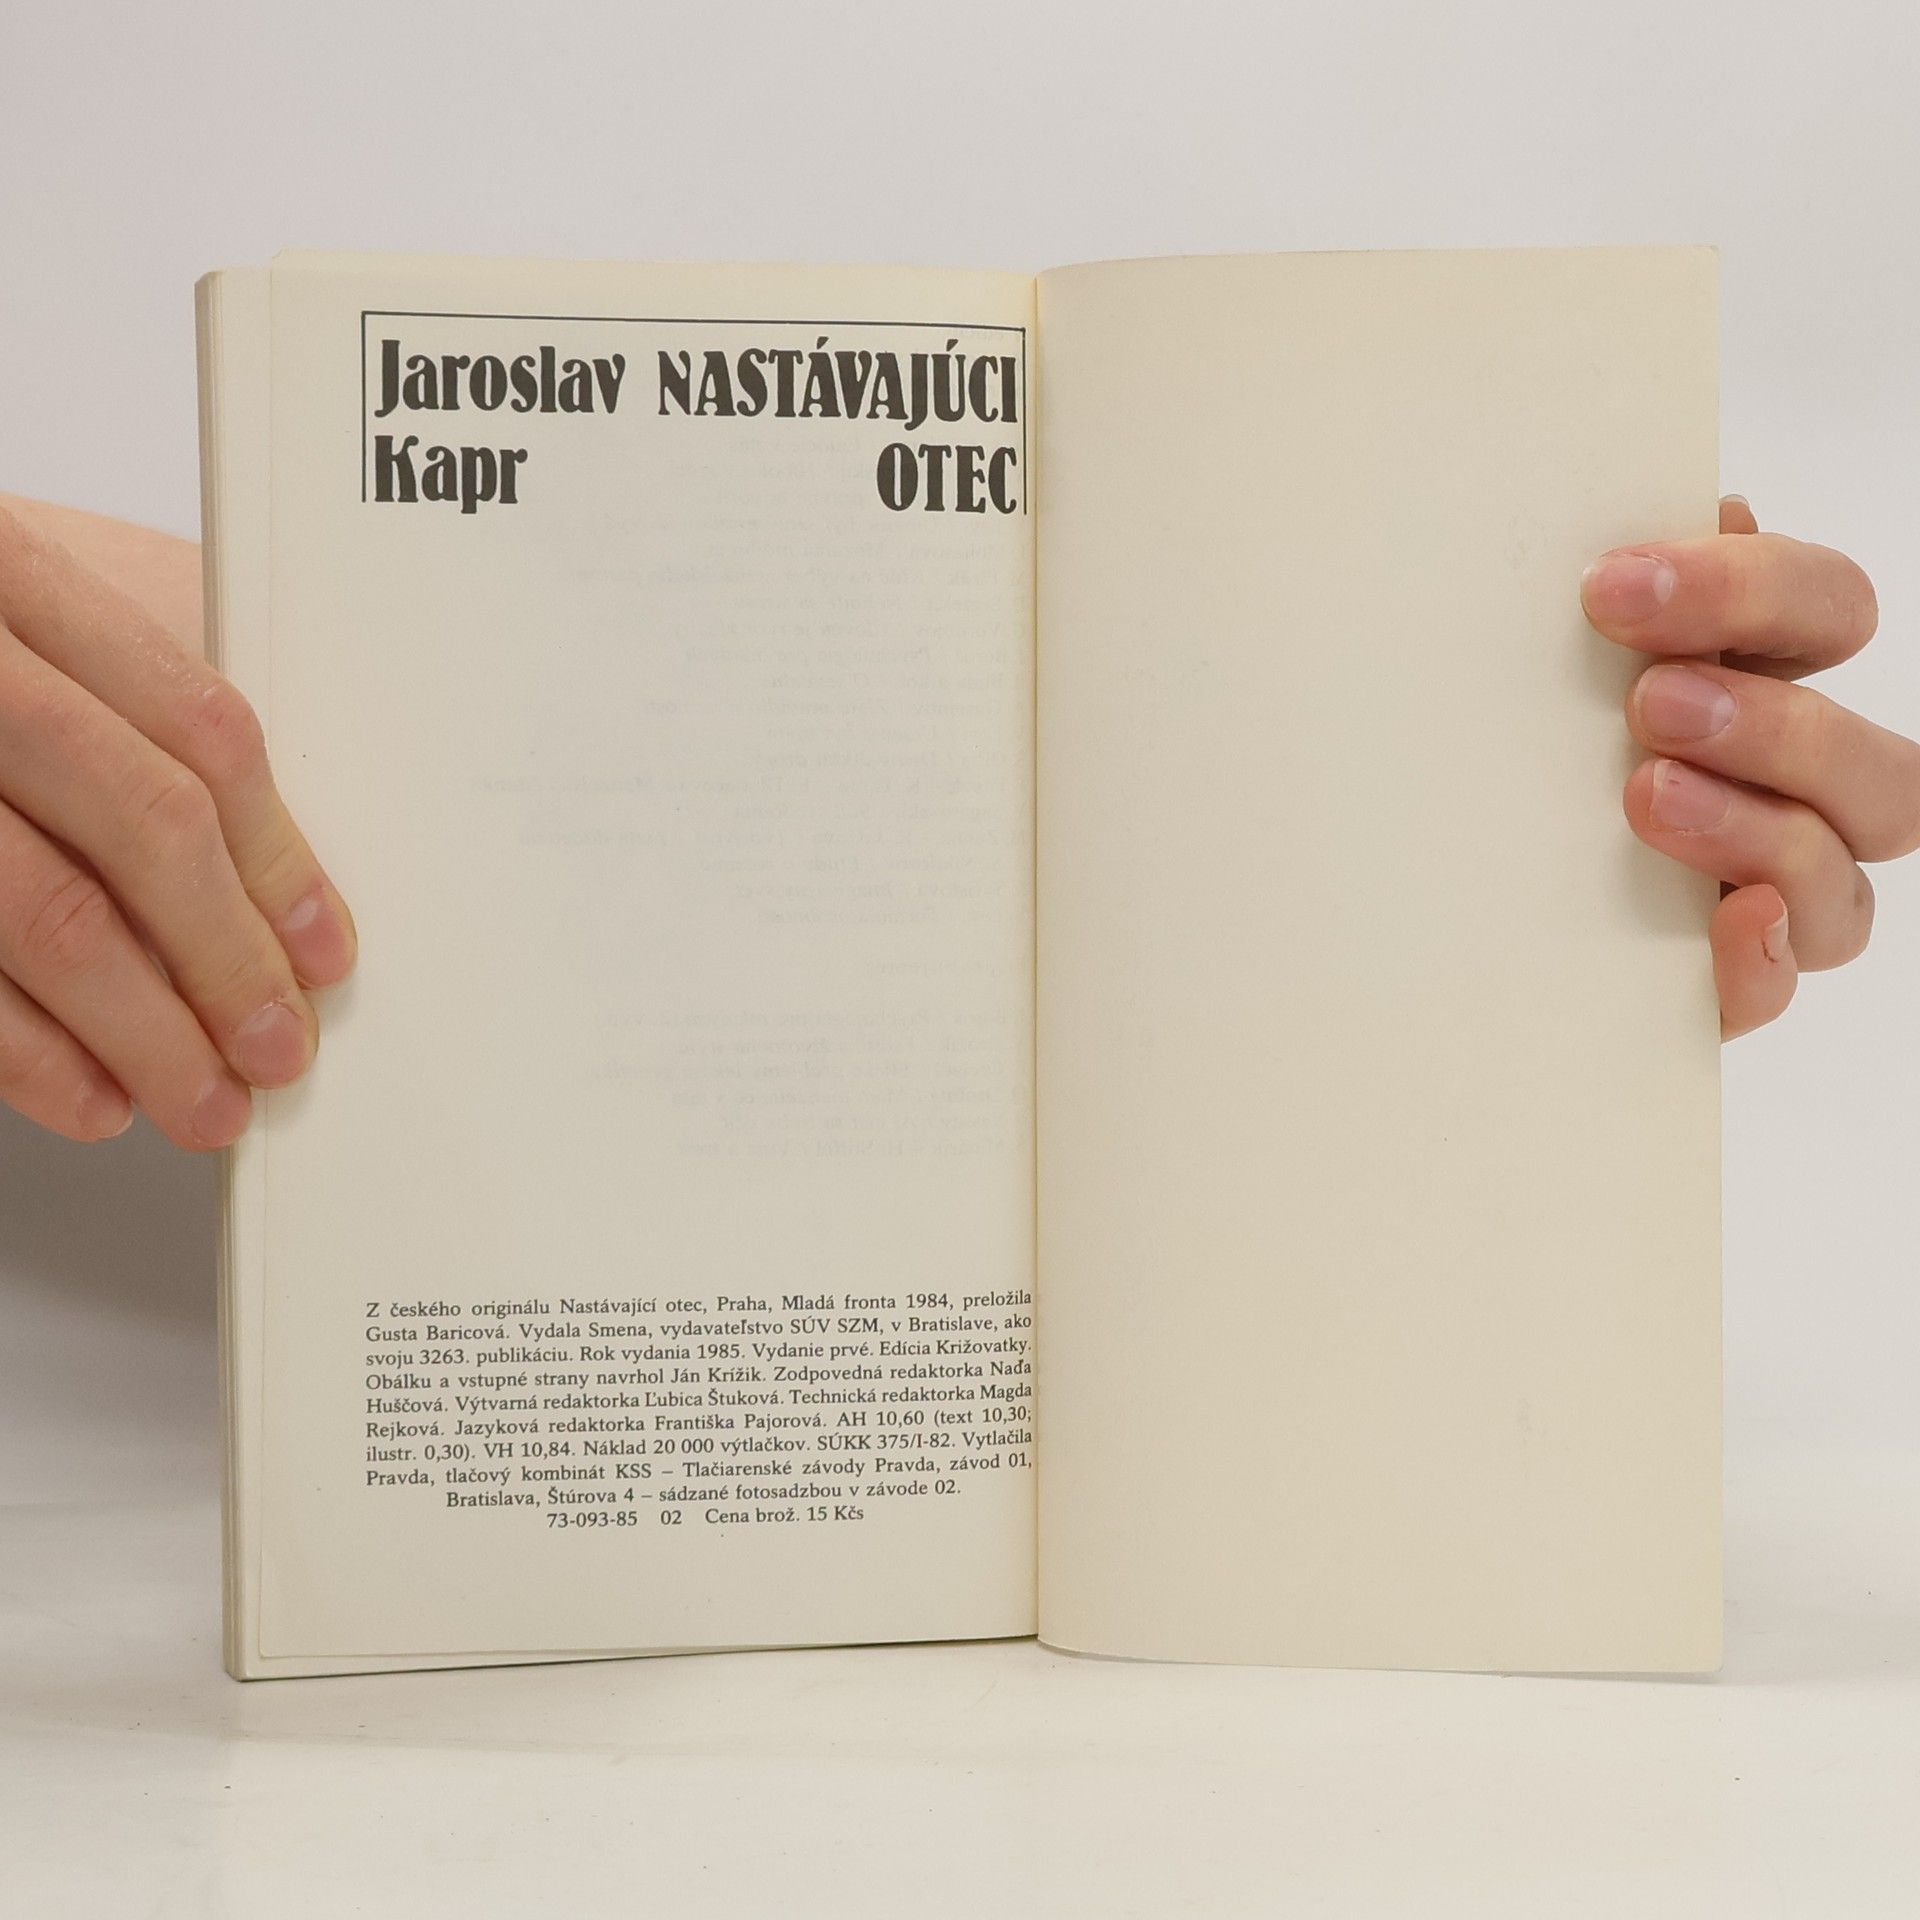 Jaroslav NASTÁVAJÚCI
Kapr OTEC
Z českého originálu Nastávající otec, Praha, Mladá fronta 1984, preložila
Gusta Baricová. Vydala Smena, vydavateľstvo SÚV SZM, v Bratislave, ako
svoju 3263. publikáciu. Rok vydania 1985. Vydanie prvé. Edícia Križovatky.
Obálku a vstupné strany navrhol Ján Krížik. Zodpovedná redaktorka Naďa
Huščová. Výtvarná redaktorka Ľubica Štuková. Technická redaktorka Magda
Rejková. Jazyková redaktorka Františka Pajorová. AH 10,60 (text 10,30;
ilustr. 0,30). VH 10,84. Náklad 20 000 výtlačkov. SÚKK 375/I-82. Vytlačila
Pravda, tlačový kombinát KSS – Tlačiarenské závody Pravda, závod 01,
Bratislava, Štúrova 4 – sádzané fotosadzbou v závode 02.
73-093-85 02 Cena brož. 15 Kčs